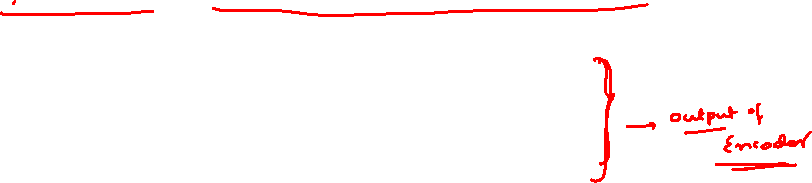 → output of
Encoder